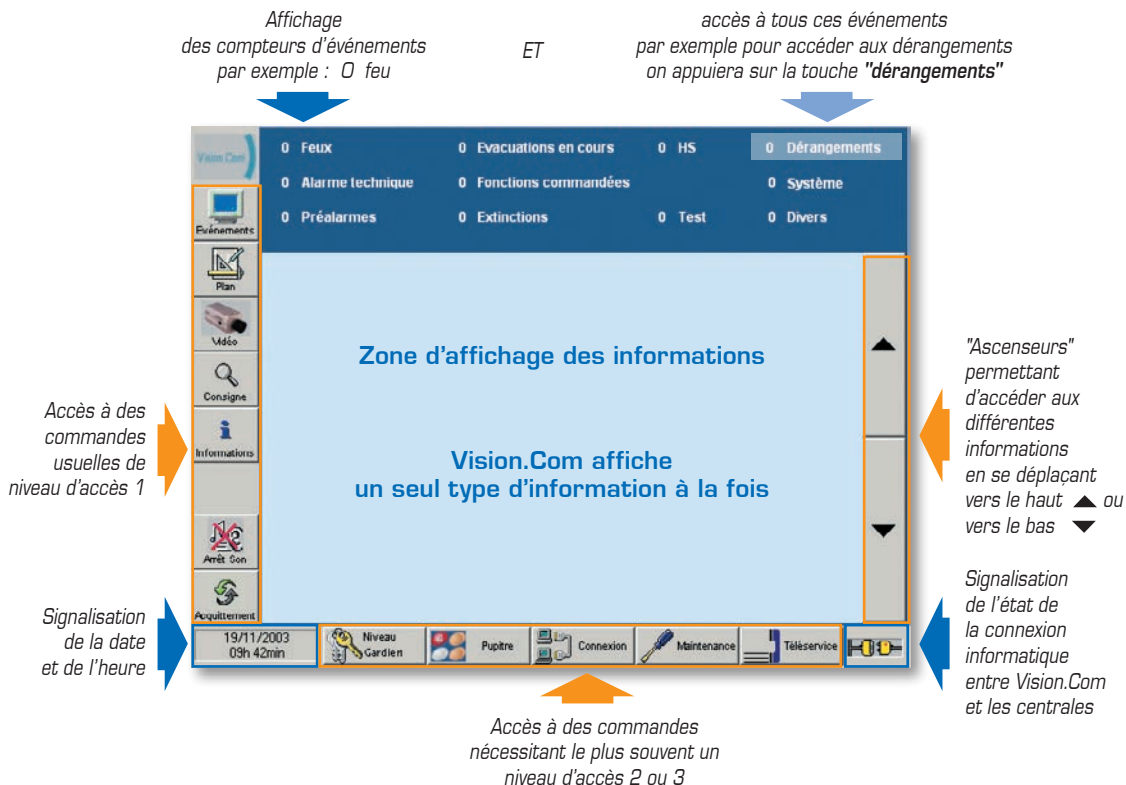 Affichage
des compteurs d'événements
par exemple : 0 feu
ET
accès à tous ces événements
par exemple pour accéder aux dérangements
on appuiera sur la touche "dérangements"
Vision.Com
0 Feux
0 Evacuations en cours
0 HS
0 Dérangements
0 Alarme technique
0 Fonctions commandées
0 Système
0 Préalarmes
0 Extinctions
0 Test
0 Divers
Evénements
Plan
Vidéo
Consigne
Informations
Arrêt Son
Acquittement
Zone d'affichage des informations
Vision.Com affiche
un seul type d'information à la fois
Accès à des
commandes
usuelles de
niveau d'accès 1
"Ascenseurs"
permettant
d'accéder aux
différentes
informations
en se déplaçant
vers le haut ▲ ou
vers le bas ▼
Signalisation
de la date
et de l'heure
19/11/2003
09h 42min
Niveau
Gardien
Pupitre
Connexion
Maintenance
Téléservice
Signalisation
de l'état de
la connexion
informatique
entre Vision.Com
et les centrales
Accès à des commandes
nécessitant le plus souvent un
niveau d'accès 2 ou 3